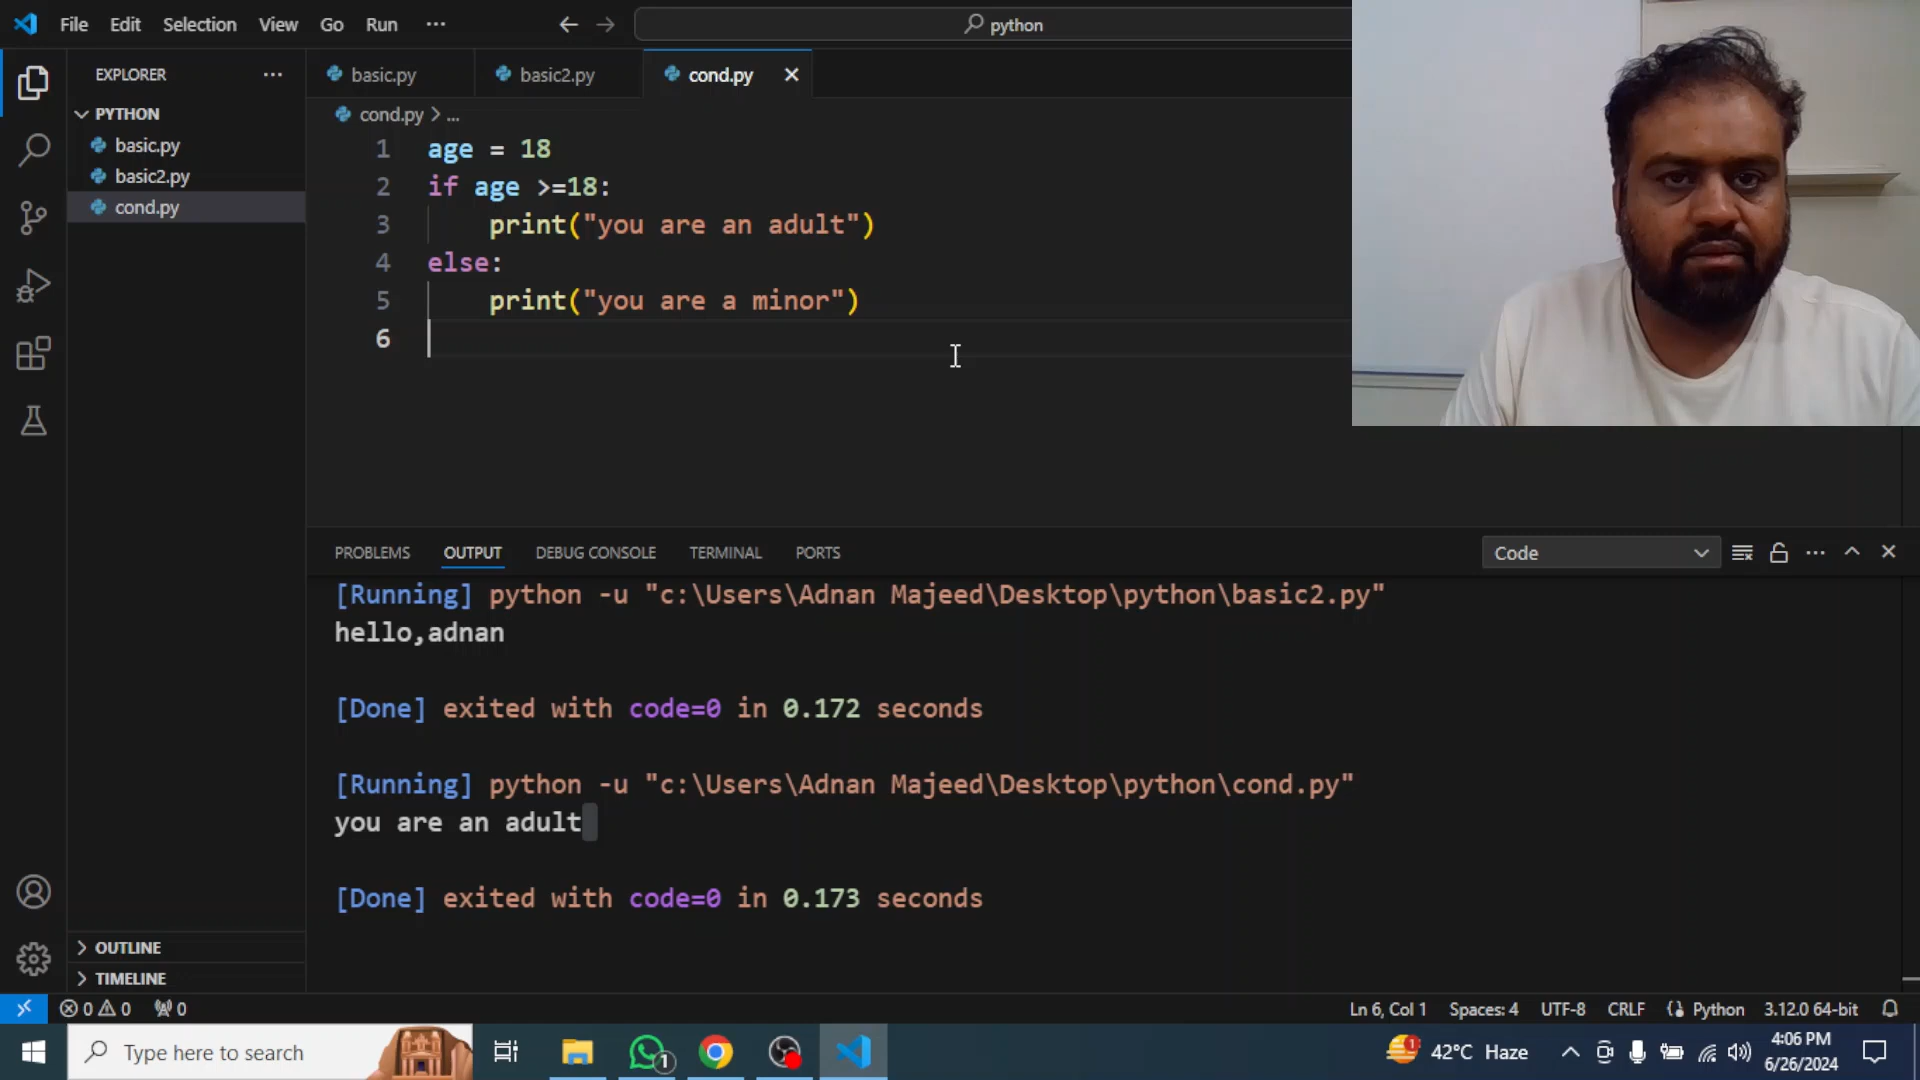 File Edit Selection View Go Run ...
python
EXPLORER
PYTHON
basic.py
basic2.py
cond.py
OUTLINE
TIMELINE
basic.py basic2.py cond.py
cond.py > ...
1 age = 18
2 if age >=18:
3 print("you are an adult")
4 else:
5 print("you are a minor")
6
PROBLEMS OUTPUT DEBUG CONSOLE TERMINAL PORTS
Code
[Running] python -u "c:\Users\Adnan Majeed\Desktop\python\basic2.py"
hello,adnan
[Done] exited with code=0 in 0.172 seconds
[Running] python -u "c:\Users\Adnan Majeed\Desktop\python\cond.py"
you are an adult
[Done] exited with code=0 in 0.173 seconds
0 0 0
Ln 6, Col 1 Spaces: 4 UTF-8 CRLF Python 3.12.0 64-bit
Type here to search
1
1
42°C Haze
4:06 PM
6/26/2024